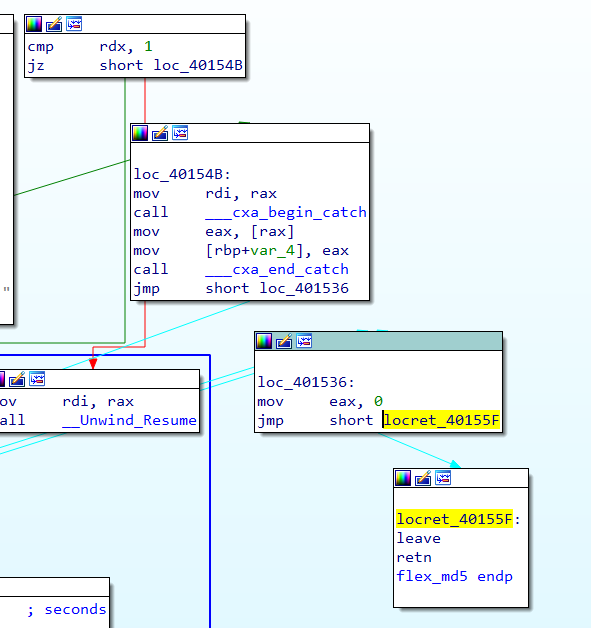 cmp rdx, 1
jz short loc_40154B
loc_40154B:
mov rdi, rax
call ___cxa_begin_catch
mov eax, [rax]
mov [rbp+var_4], eax
call ___cxa_end_catch
jmp short loc_401536
"
loc_401536:
mov eax, 0
jmp short locret_40155F
ov rdi, rax
all __Unwind_Resume
locret_40155F:
leave
retn
flex_md5 endp
; seconds